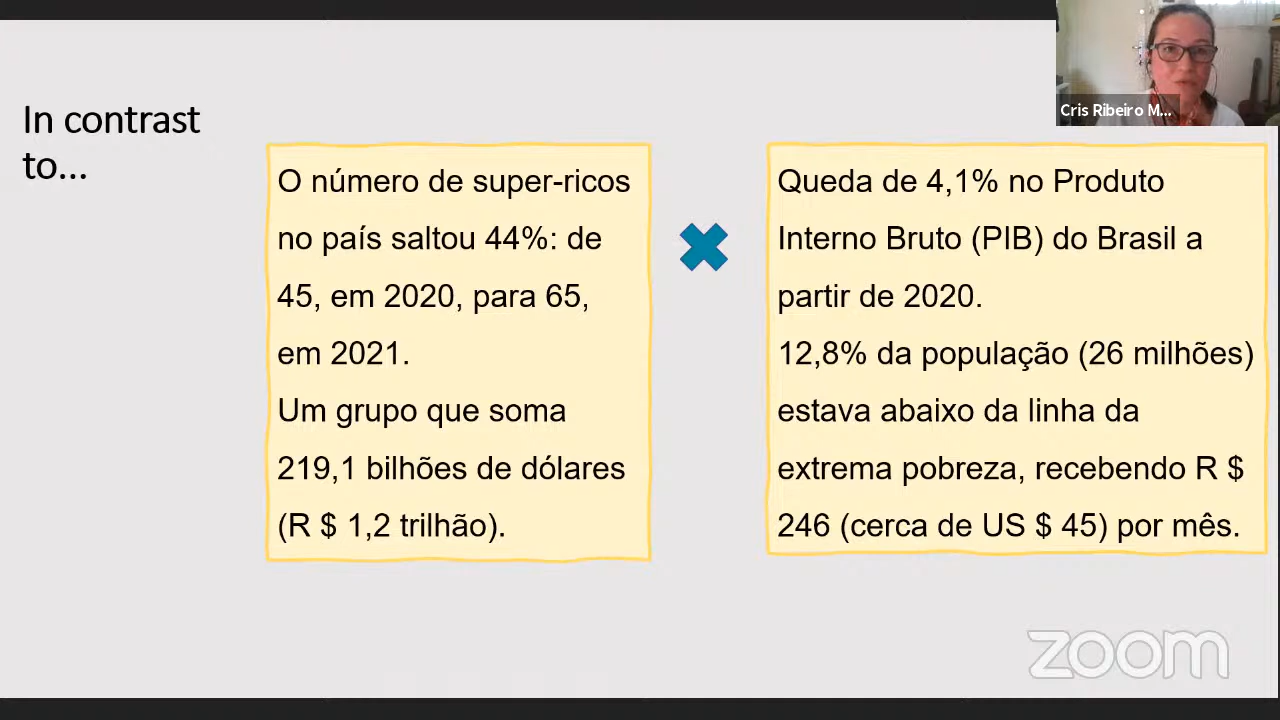 In contrast
to...
O número de super-ricos
no país saltou 44%: de
45, em 2020, para 65,
em 2021.
Um grupo que soma
219,1 bilhões de dólares
(R $ 1,2 trilhão).
Queda de 4,1% no Produto
Interno Bruto (PIB) do Brasil a
partir de 2020.
12,8% da população (26 milhões)
estava abaixo da linha da
extrema pobreza, recebendo R $
246 (cerca de US $ 45) por mês.
Cris Ribeiro M...
zoom